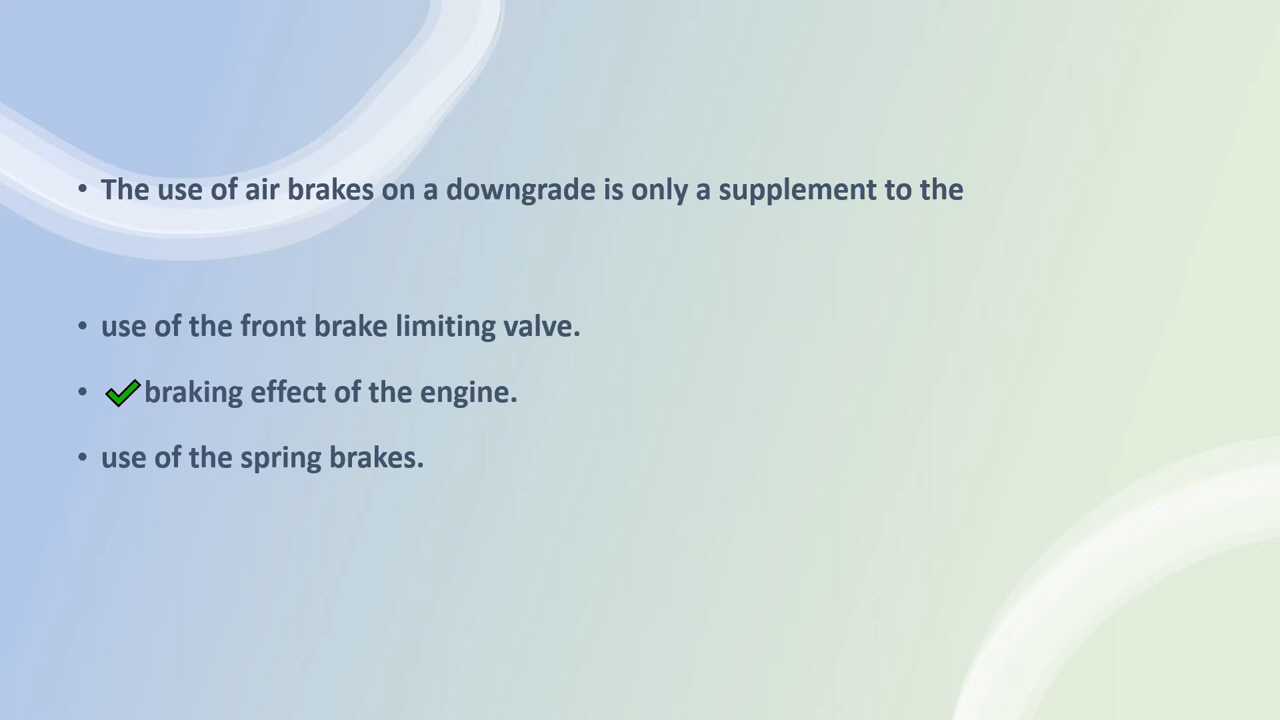 • The use of air brakes on a downgrade is only a supplement to the
• use of the front brake limiting valve.
• ✔braking effect of the engine.
• use of the spring brakes.